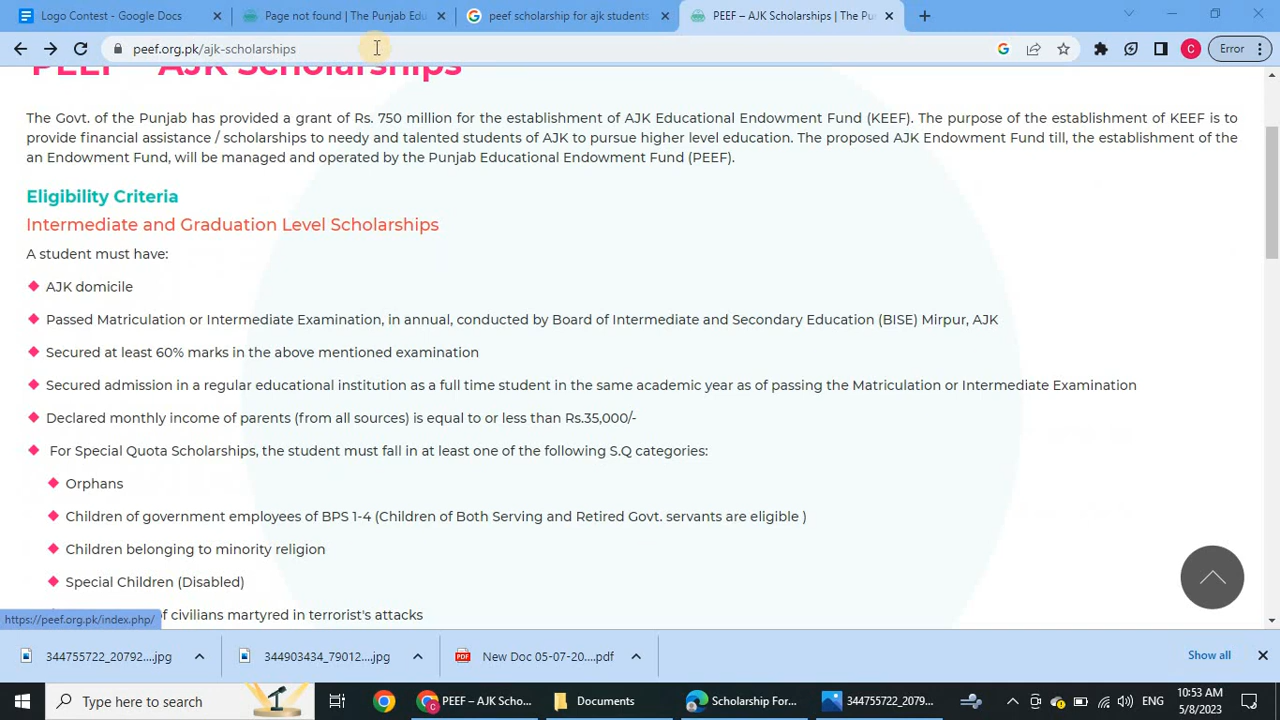 Logo Contest - Google Docs
Page not found | The Punjab Edu
peef scholarship for ajk students
PEEF – AJK Scholarships | The Pu
peef.org.pk/ajk-scholarships
Error
PEEF – AJK Scholarships
The Govt. of the Punjab has provided a grant of Rs. 750 million for the establishment of AJK Educational Endowment Fund (KEEF). The purpose of the establishment of KEEF is to
provide financial assistance / scholarships to needy and talented students of AJK to pursue higher level education. The proposed AJK Endowment Fund till, the establishment of the
an Endowment Fund, will be managed and operated by the Punjab Educational Endowment Fund (PEEF).
Eligibility Criteria
Intermediate and Graduation Level Scholarships
A student must have:
AJK domicile
Passed Matriculation or Intermediate Examination, in annual, conducted by Board of Intermediate and Secondary Education (BISE) Mirpur, AJK
Secured at least 60% marks in the above mentioned examination
Secured admission in a regular educational institution as a full time student in the same academic year as of passing the Matriculation or Intermediate Examination
Declared monthly income of parents (from all sources) is equal to or less than Rs.35,000/-
For Special Quota Scholarships, the student must fall in at least one of the following S.Q categories:
Orphans
Children of government employees of BPS 1-4 (Children of Both Serving and Retired Govt. servants are eligible )
Children belonging to minority religion
Special Children (Disabled)
of civilians martyred in terrorist's attacks
https://peef.org.pk/index.php/
344755722_20792....jpg
344903434_79012....jpg
New Doc 05-07-20....pdf
Show all
Type here to search
PEEF – AJK Scho...
Documents
Scholarship For...
344755722_2079...
ENG
10:53 AM
5/8/2023